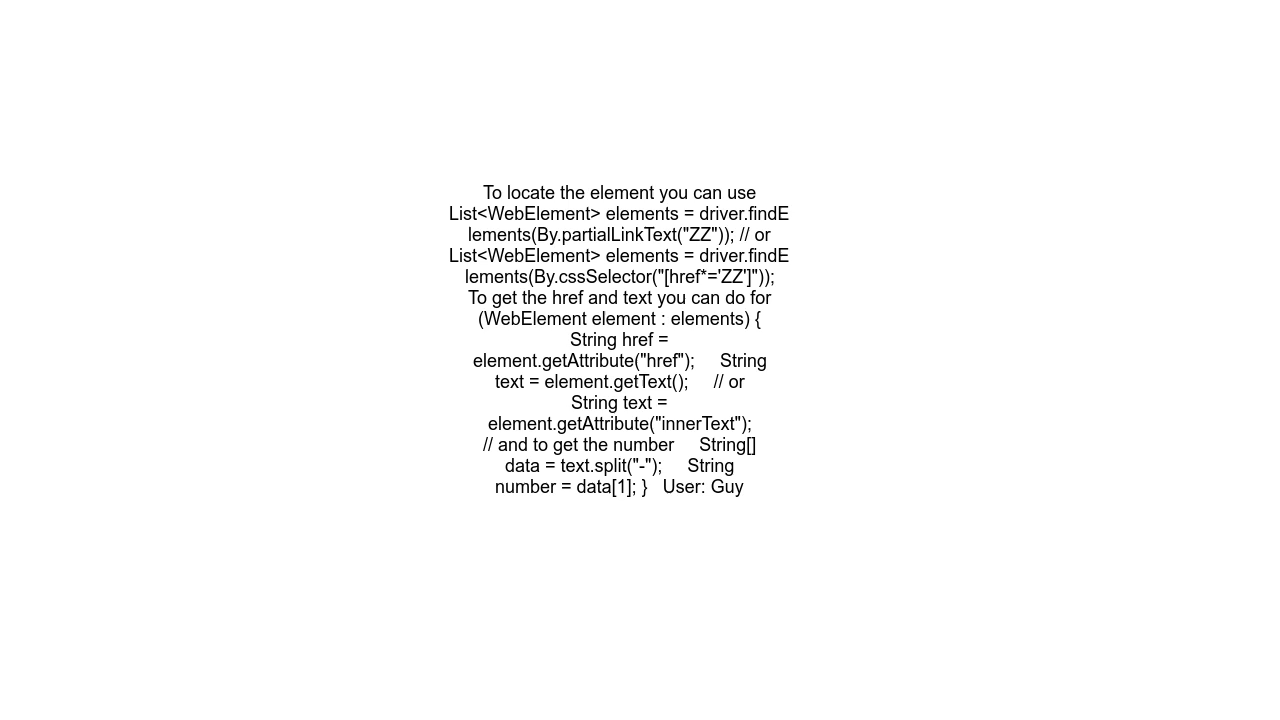 To locate the element you can use
List<WebElement> elements = driver.findE
lements(By.partialLinkText("ZZ")); // or
List<WebElement> elements = driver.findE
lements(By.cssSelector("[href*='ZZ']"));
To get the href and text you can do for
(WebElement element : elements) {
String href =
element.getAttribute("href");     String
text = element.getText();     // or
String text =
element.getAttribute("innerText");
// and to get the number     String[]
data = text.split("-");     String
number = data[1]; }   User: Guy